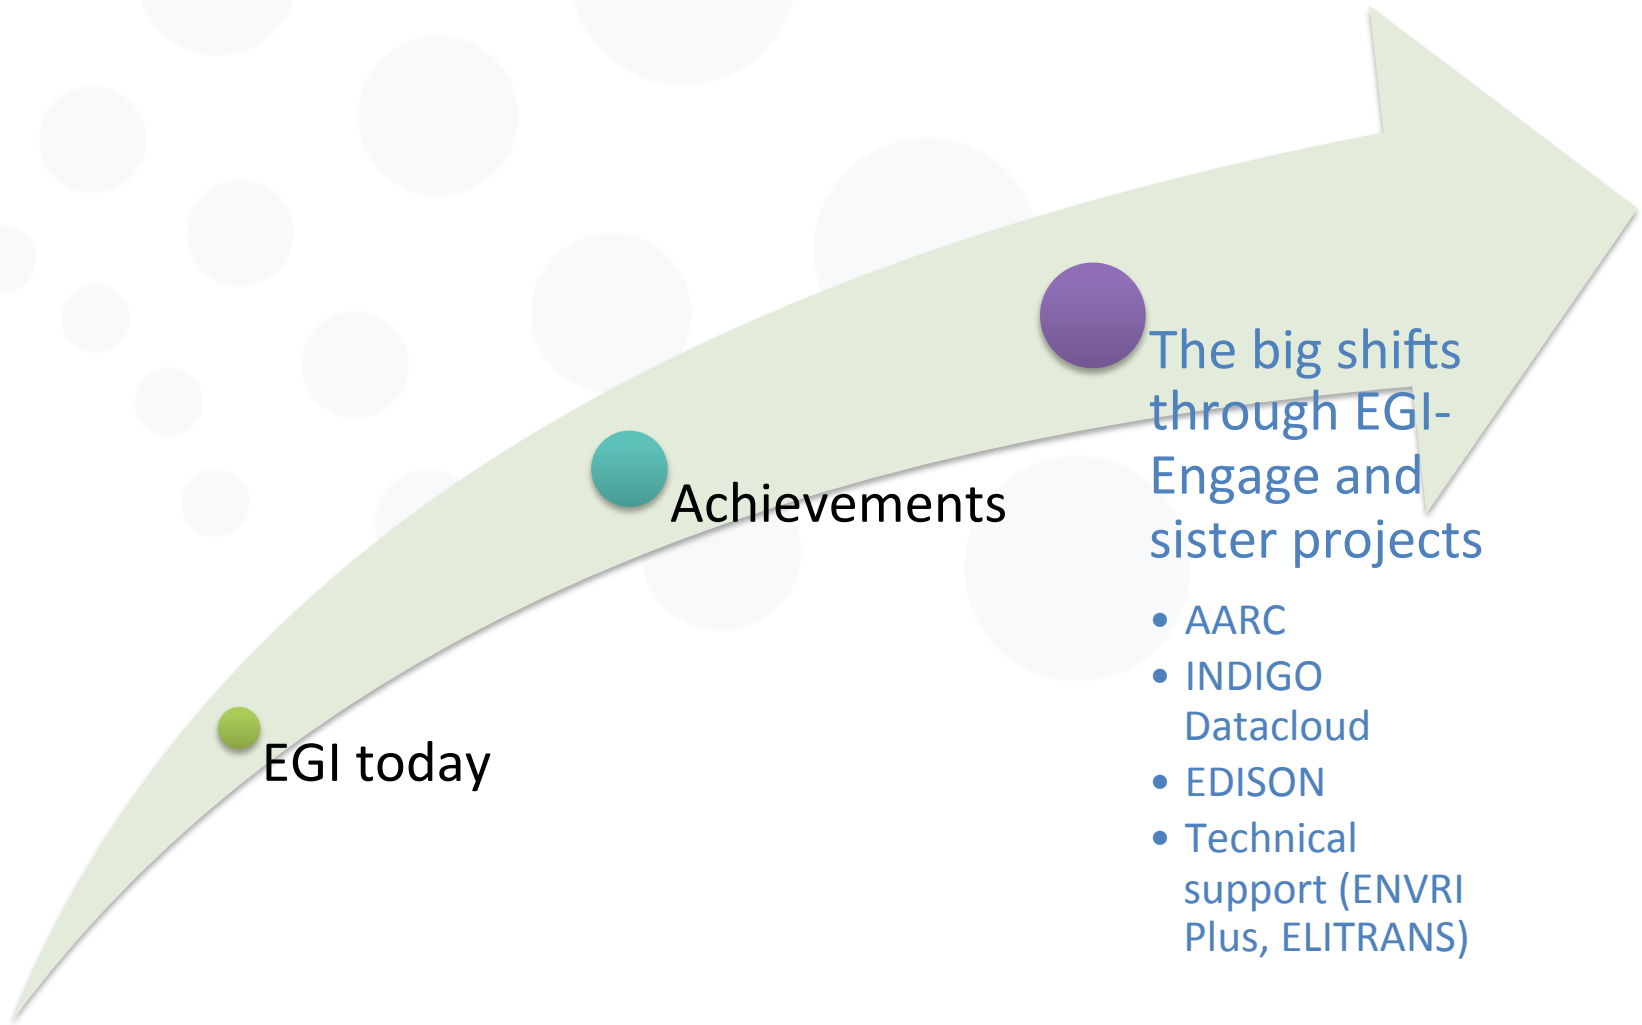 EGI today
Achievements
The big shifts
through EGI-
Engage and
sister projects
• AARC
• INDIGO
Datacloud
• EDISON
• Technical
support (ENVRI
Plus, ELITRANS)